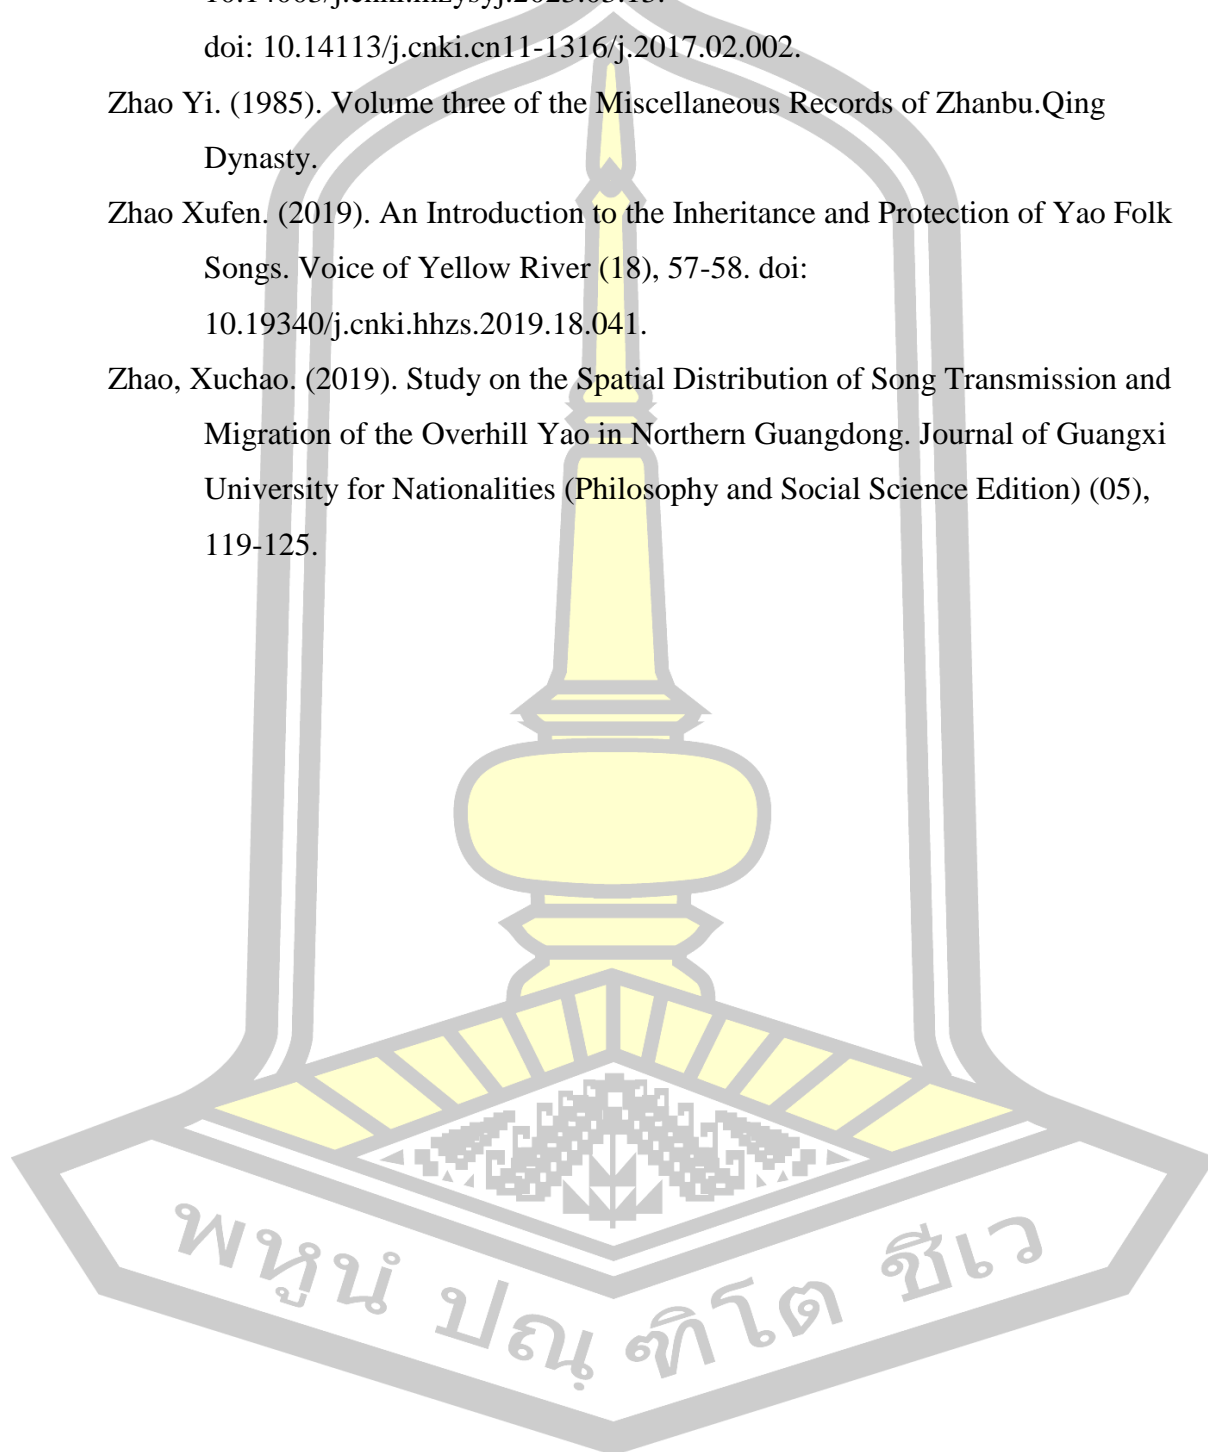 doi: 10.14113/j.cnki.cn11-1316/j.2017.02.002.
Zhao Yi. (1985). Volume three of the Miscellaneous Records of Zhanbu.Qing
Dynasty.
Zhao Xufen. (2019). An Introduction to the Inheritance and Protection of Yao Folk
Songs. Voice of Yellow River (18), 57-58. doi:
10.19340/j.cnki.hhzs.2019.18.041.
Zhao, Xuchao. (2019). Study on the Spatial Distribution of Song Transmission and
Migration of the Overhill Yao in Northern Guangdong. Journal of Guangxi
University for Nationalities (Philosophy and Social Science Edition) (05),
119-125.
พหูนํ ปณฺฑิโต ชีเว